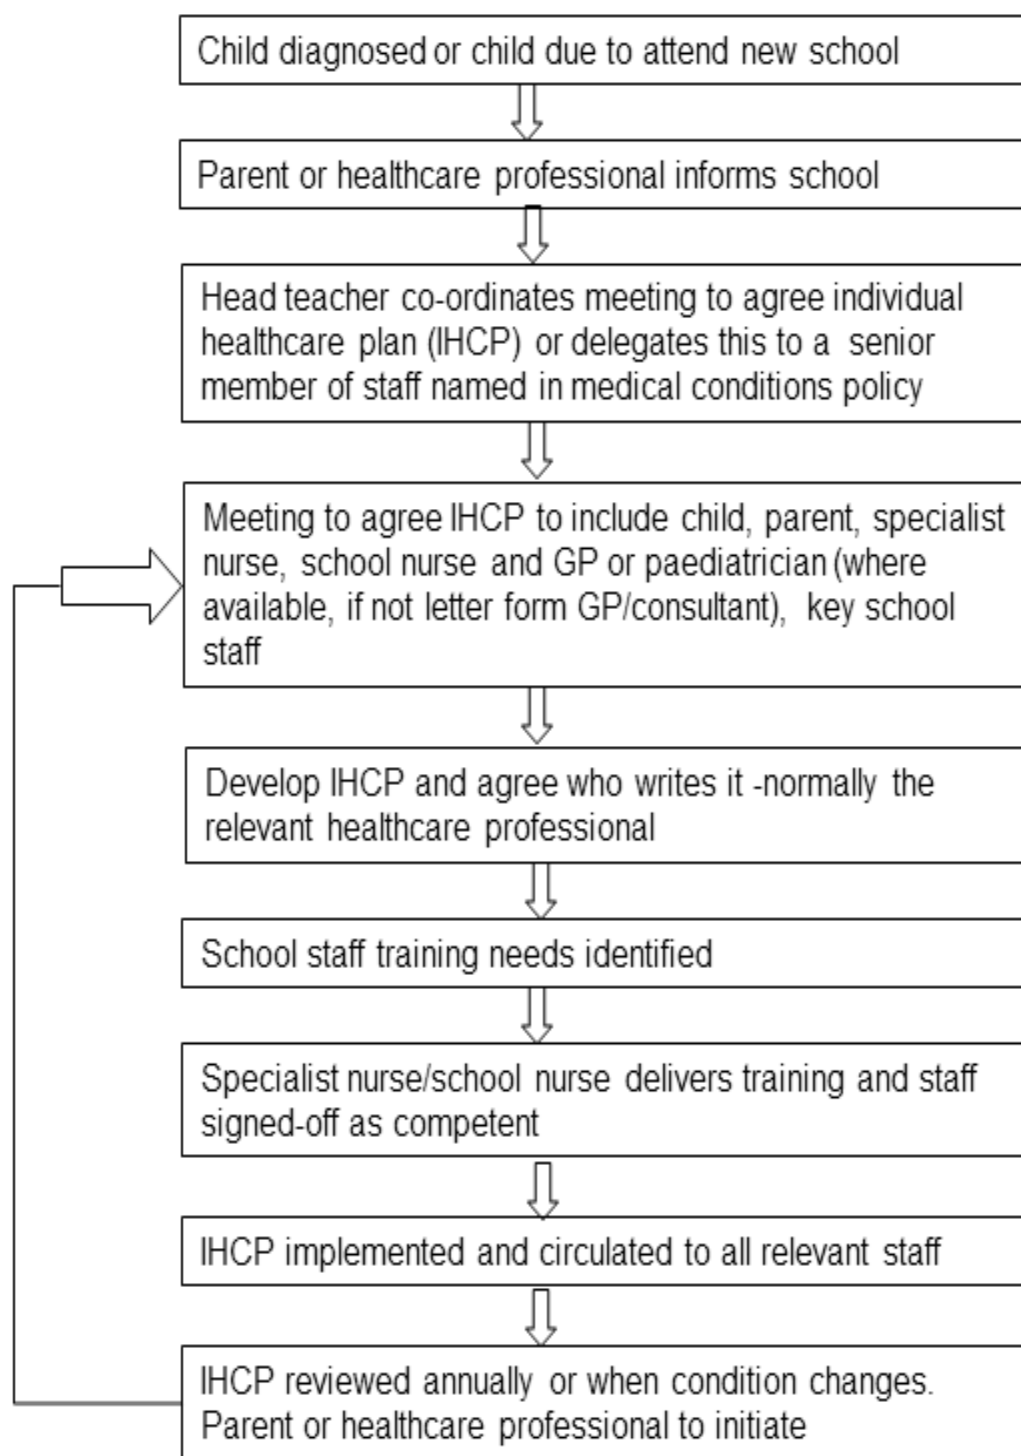 Child diagnosed or child due to attend new school
Parent or healthcare professional informs school
Head teacher co-ordinates meeting to agree individual
healthcare plan (IHCP) or delegates this to a senior
member of staff named in medical conditions policy
Meeting to agree IHCP to include child, parent, specialist
nurse, school nurse and GP or paediatrician (where
available, if not letter form GP/consultant), key school
staff
Develop IHCP and agree who writes it -normally the
relevant healthcare professional
School staff training needs identified
Specialist nurse/school nurse delivers training and staff
signed-off as competent
IHCP implemented and circulated to all relevant staff
IHCP reviewed annually or when condition changes.
Parent or healthcare professional to initiate